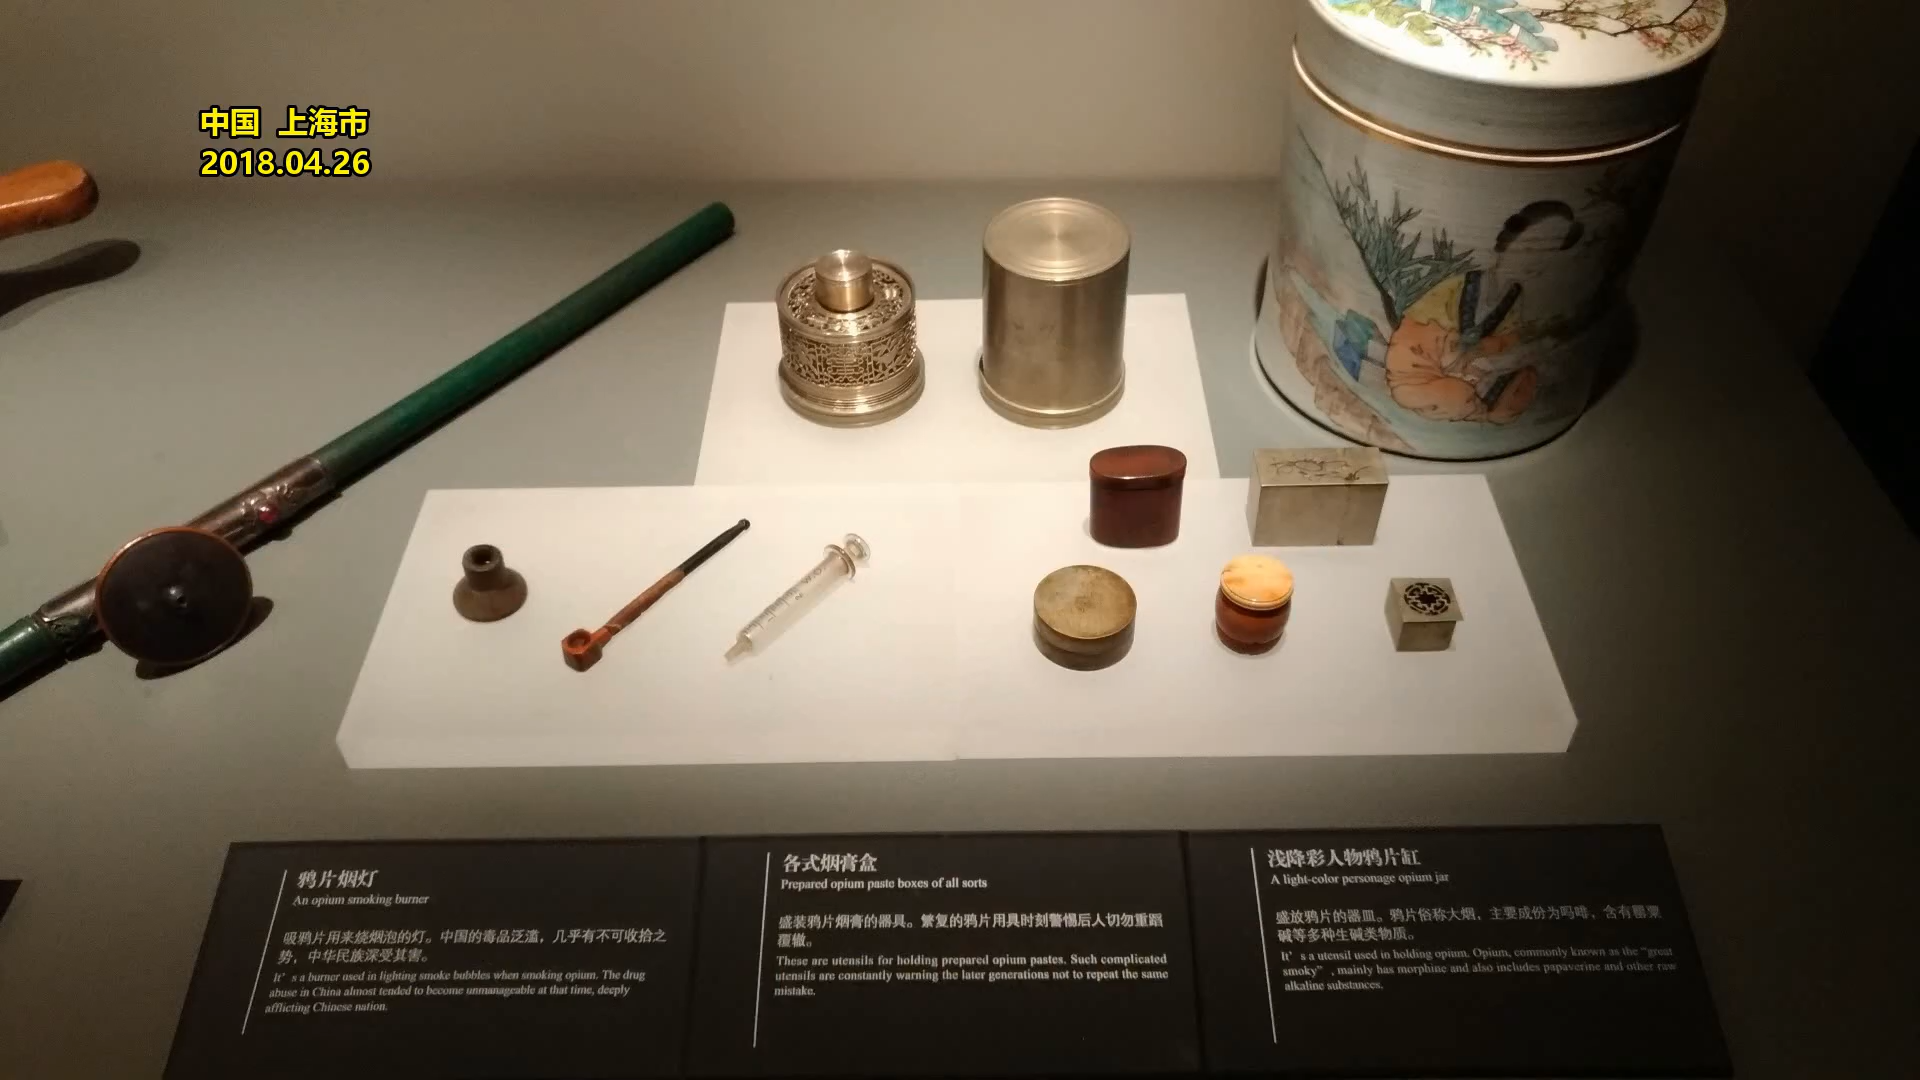 中国 上海市
2018.04.26
鸦片烟灯
An opium smoking burner
吸鸦片用来烧烟泡的灯。中国的毒品泛滥，几乎有不可收拾之
势，中华民族深受其害。
It's a burner used in lighting smoke bubbles when smoking opium. The drug
abuse in China almost tended to become unmanageable at that time, deeply
afflicting Chinese nation.
各式烟膏盒
Prepared opium paste boxes of all sorts
盛装鸦片烟膏的器具。繁复的鸦片用具时刻警惕后人切勿重蹈
覆辙。
These are utensils for holding prepared opium pastes. Such complicated
utensils are constantly warning the later generations not to repeat the same
mistake.
浅降彩人物鸦片缸
A light-color personage opium jar
盛放鸦片的器皿。鸦片俗称大烟，主要成份为吗啡，含有罂粟
碱等多种生碱类物质。
It's a utensil used in holding opium. Opium, commonly known as the "great
smoky", mainly has morphine and also includes papaverine and other raw
alkaline substances.